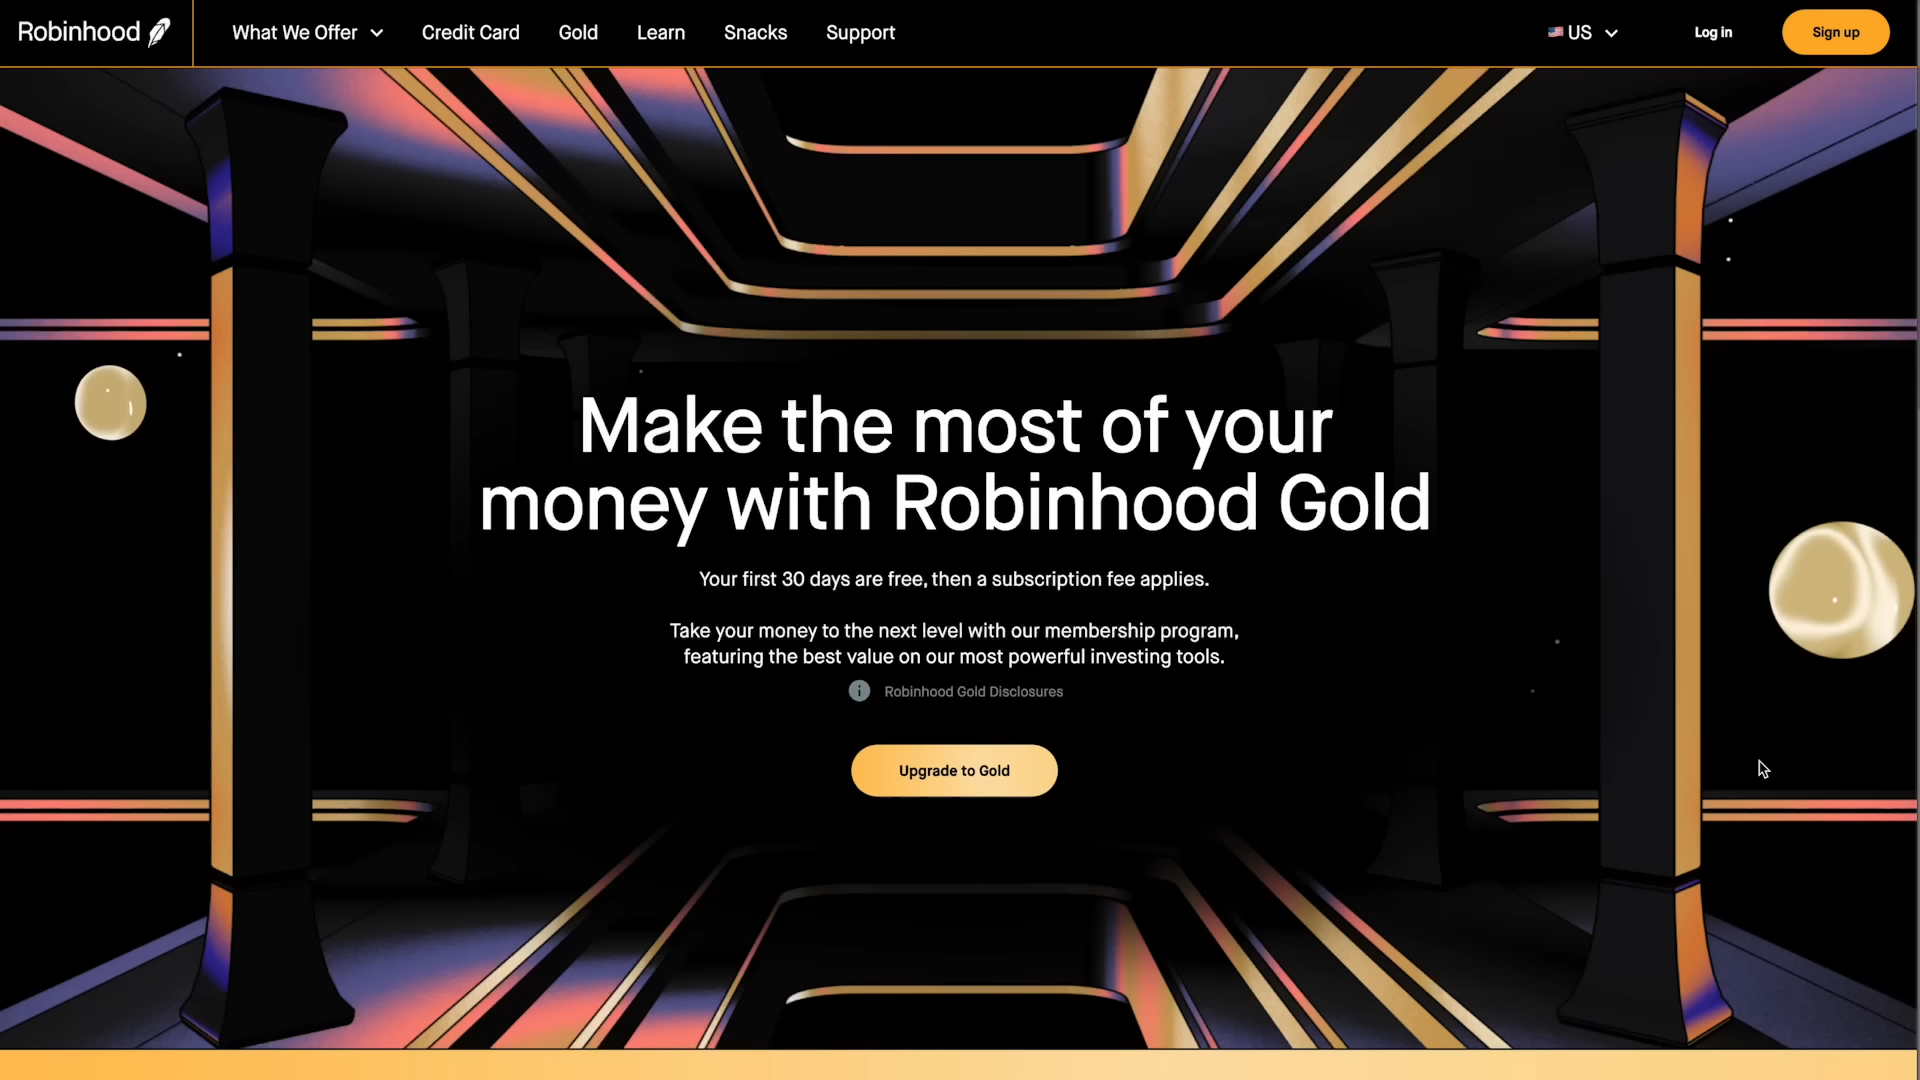 Robinhood
What We Offer
Credit Card
Gold
Learn
Snacks
Support
US
Log in
Sign up
Make the most of your
money with Robinhood Gold
Your first 30 days are free, then a subscription fee applies.
Take your money to the next level with our membership program,
featuring the best value on our most powerful investing tools.
i Robinhood Gold Disclosures
Upgrade to Gold